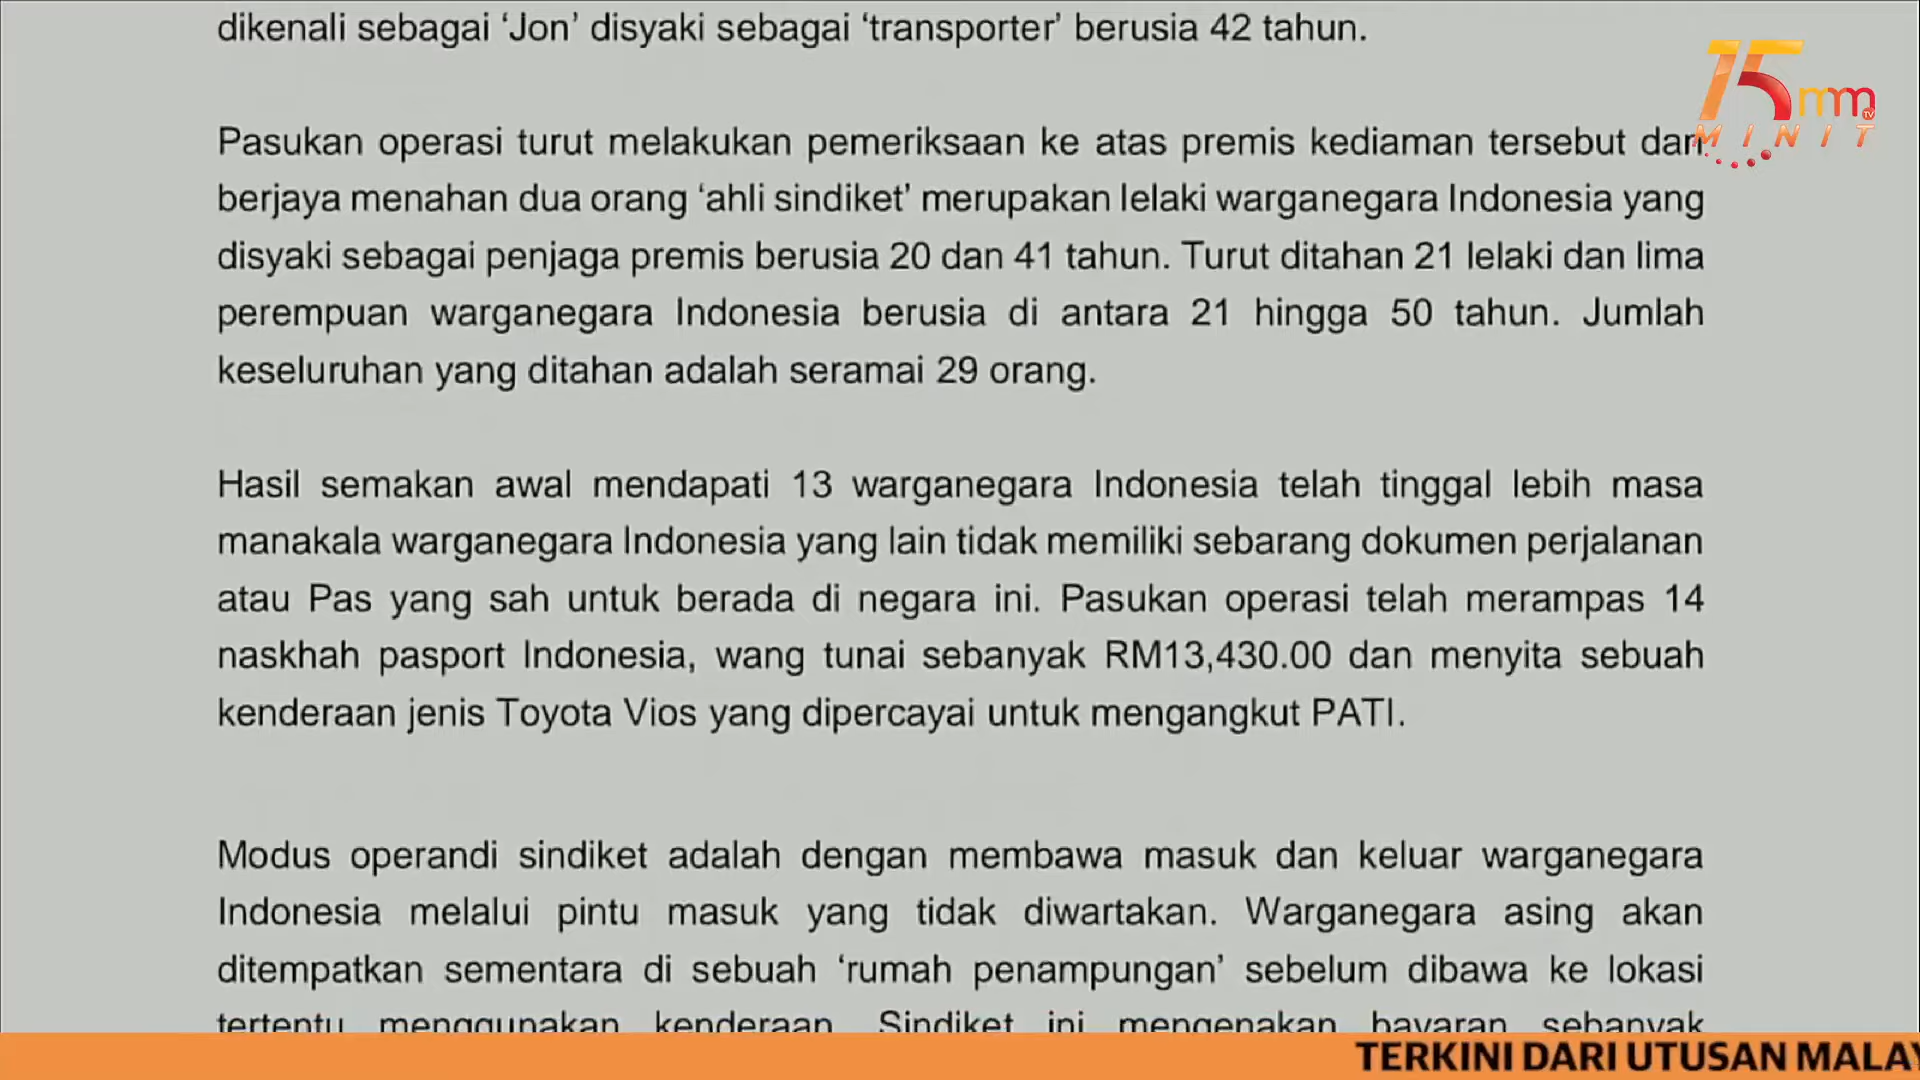 dikenali sebagai ‘Jon’ disyaki sebagai ‘transporter’ berusia 42 tahun.
Pasukan operasi turut melakukan pemeriksaan ke atas premis kediaman tersebut dan
berjaya menahan dua orang ‘ahli sindiket’ merupakan lelaki warganegara Indonesia yang
disyaki sebagai penjaga premis berusia 20 dan 41 tahun. Turut ditahan 21 lelaki dan lima
perempuan warganegara Indonesia berusia di antara 21 hingga 50 tahun. Jumlah
keseluruhan yang ditahan adalah seramai 29 orang.
Hasil semakan awal mendapati 13 warganegara Indonesia telah tinggal lebih masa
manakala warganegara Indonesia yang lain tidak memiliki sebarang dokumen perjalanan
atau Pas yang sah untuk berada di negara ini. Pasukan operasi telah merampas 14
naskhah pasport Indonesia, wang tunai sebanyak RM13,430.00 dan menyita sebuah
kenderaan jenis Toyota Vios yang dipercayai untuk mengangkut PATI.
Modus operandi sindiket adalah dengan membawa masuk dan keluar warganegara
Indonesia melalui pintu masuk yang tidak diwartakan. Warganegara asing akan
ditempatkan sementara di sebuah ‘rumah penampungan’ sebelum dibawa ke lokasi
tertentu menggunakan kenderaan. Sindiket ini mengenakan bayaran sebanyak
15 mm TV
MINIT
TERKINI DARI UTUSAN MALAY